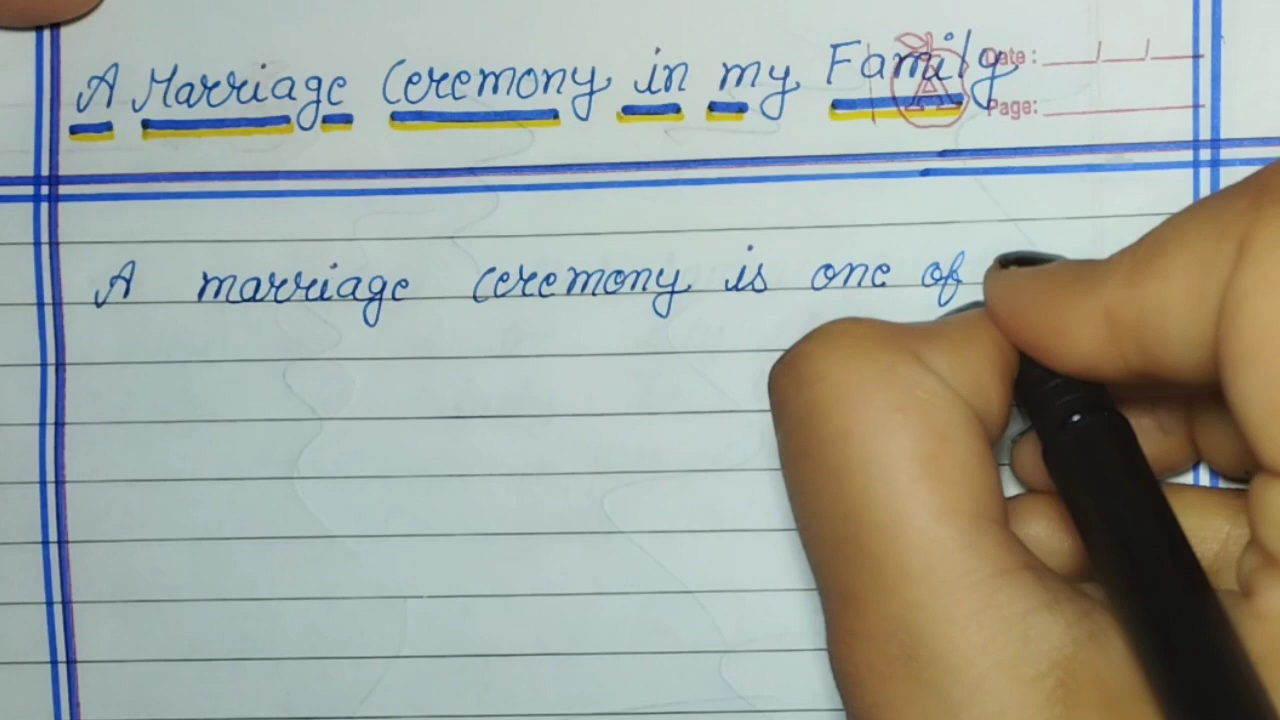 A Marriage Ceremony in my Family
Date :
Page:
A marriage ceremony is one of